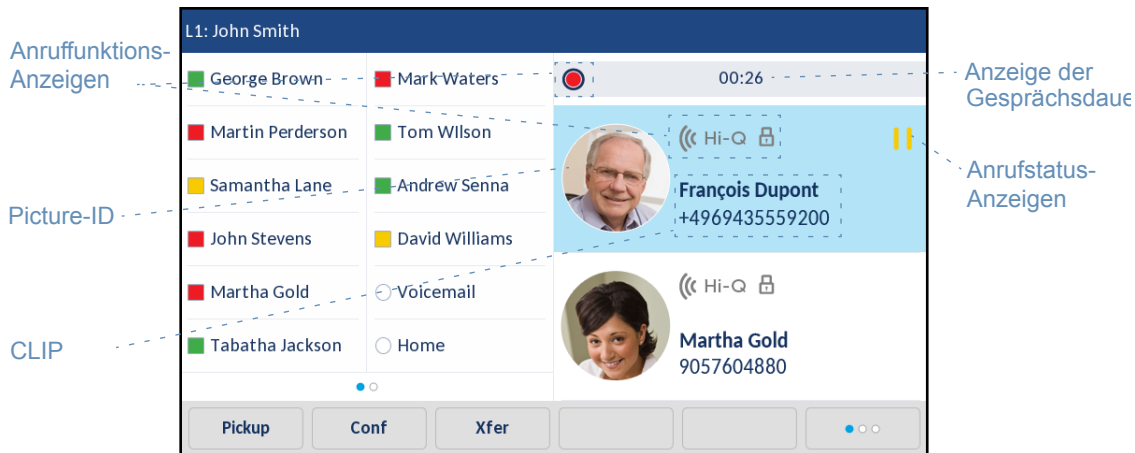 L1: John Smith
Anruffunktions-
Anzeigen
George Brown
Mark Waters
00:26
Anzeige der
Gesprächsdaue
Martin Perderson
Tom WIlson
Hi-Q
Samantha Lane
Andrew Senna
François Dupont
+4969435559200
Anrufstatus-
Anzeigen
Picture-ID
John Stevens
David Williams
Martha Gold
Voicemail
Hi-Q
CLIP
Tabatha Jackson
Home
Martha Gold
9057604880
Pickup
Conf
Xfer